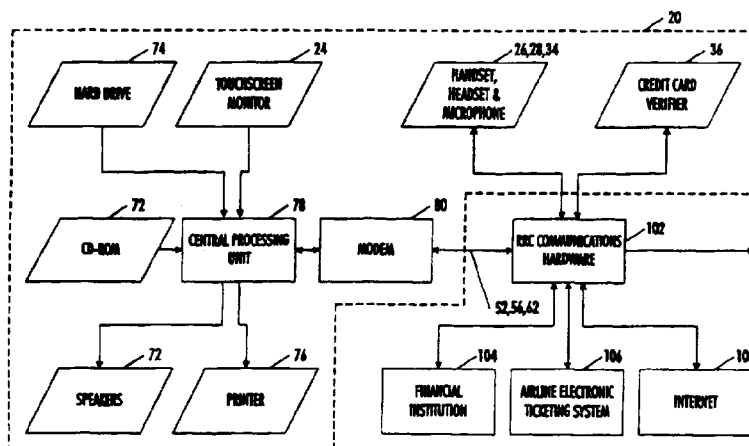 20
74
24
26,28,34
36
HARD DRIVE
TOUCHSCREEN
MONITOR
HANDSET,
HEADSET &
MICROPHONE
CREDIT CARD
VERIFIER
72
78
80
102
CD-ROM
CENTRAL PROCESSING
UNIT
MODEM
RRC COMMUNICATIONS
HARDWARE
52,56,62
72
76
104
106
10
SPEAKERS
PRINTER
FINANCIAL
INSTITUTION
AIRLINE ELECTRONIC
TICKETING SYSTEM
INTERNET